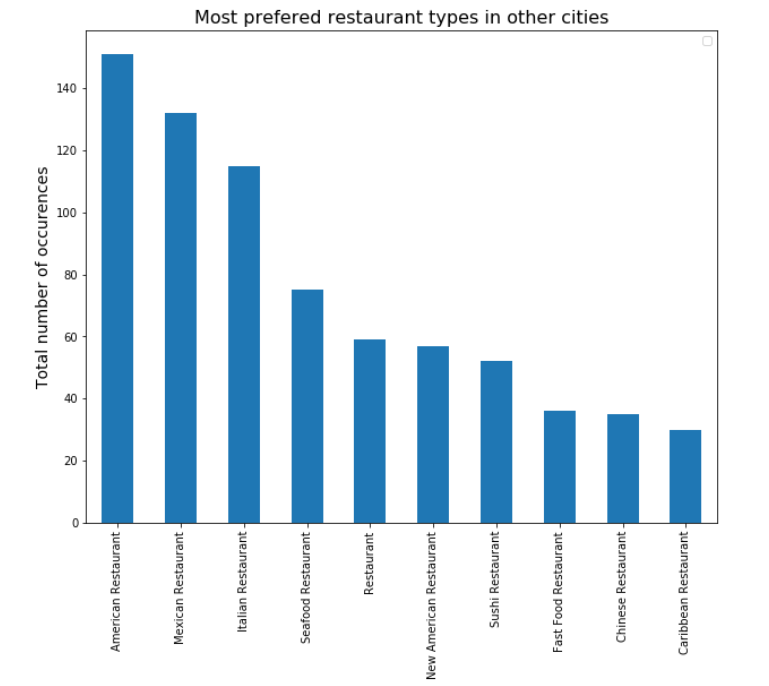 Most prefered restaurant types in other cities
Total number of occurences
140
120
100
80
60
40
20
0
American Restaurant
Mexican Restaurant
Italian Restaurant
Seafood Restaurant
Restaurant
New American Restaurant
Sushi Restaurant
Fast Food Restaurant
Chinese Restaurant
Caribbean Restaurant